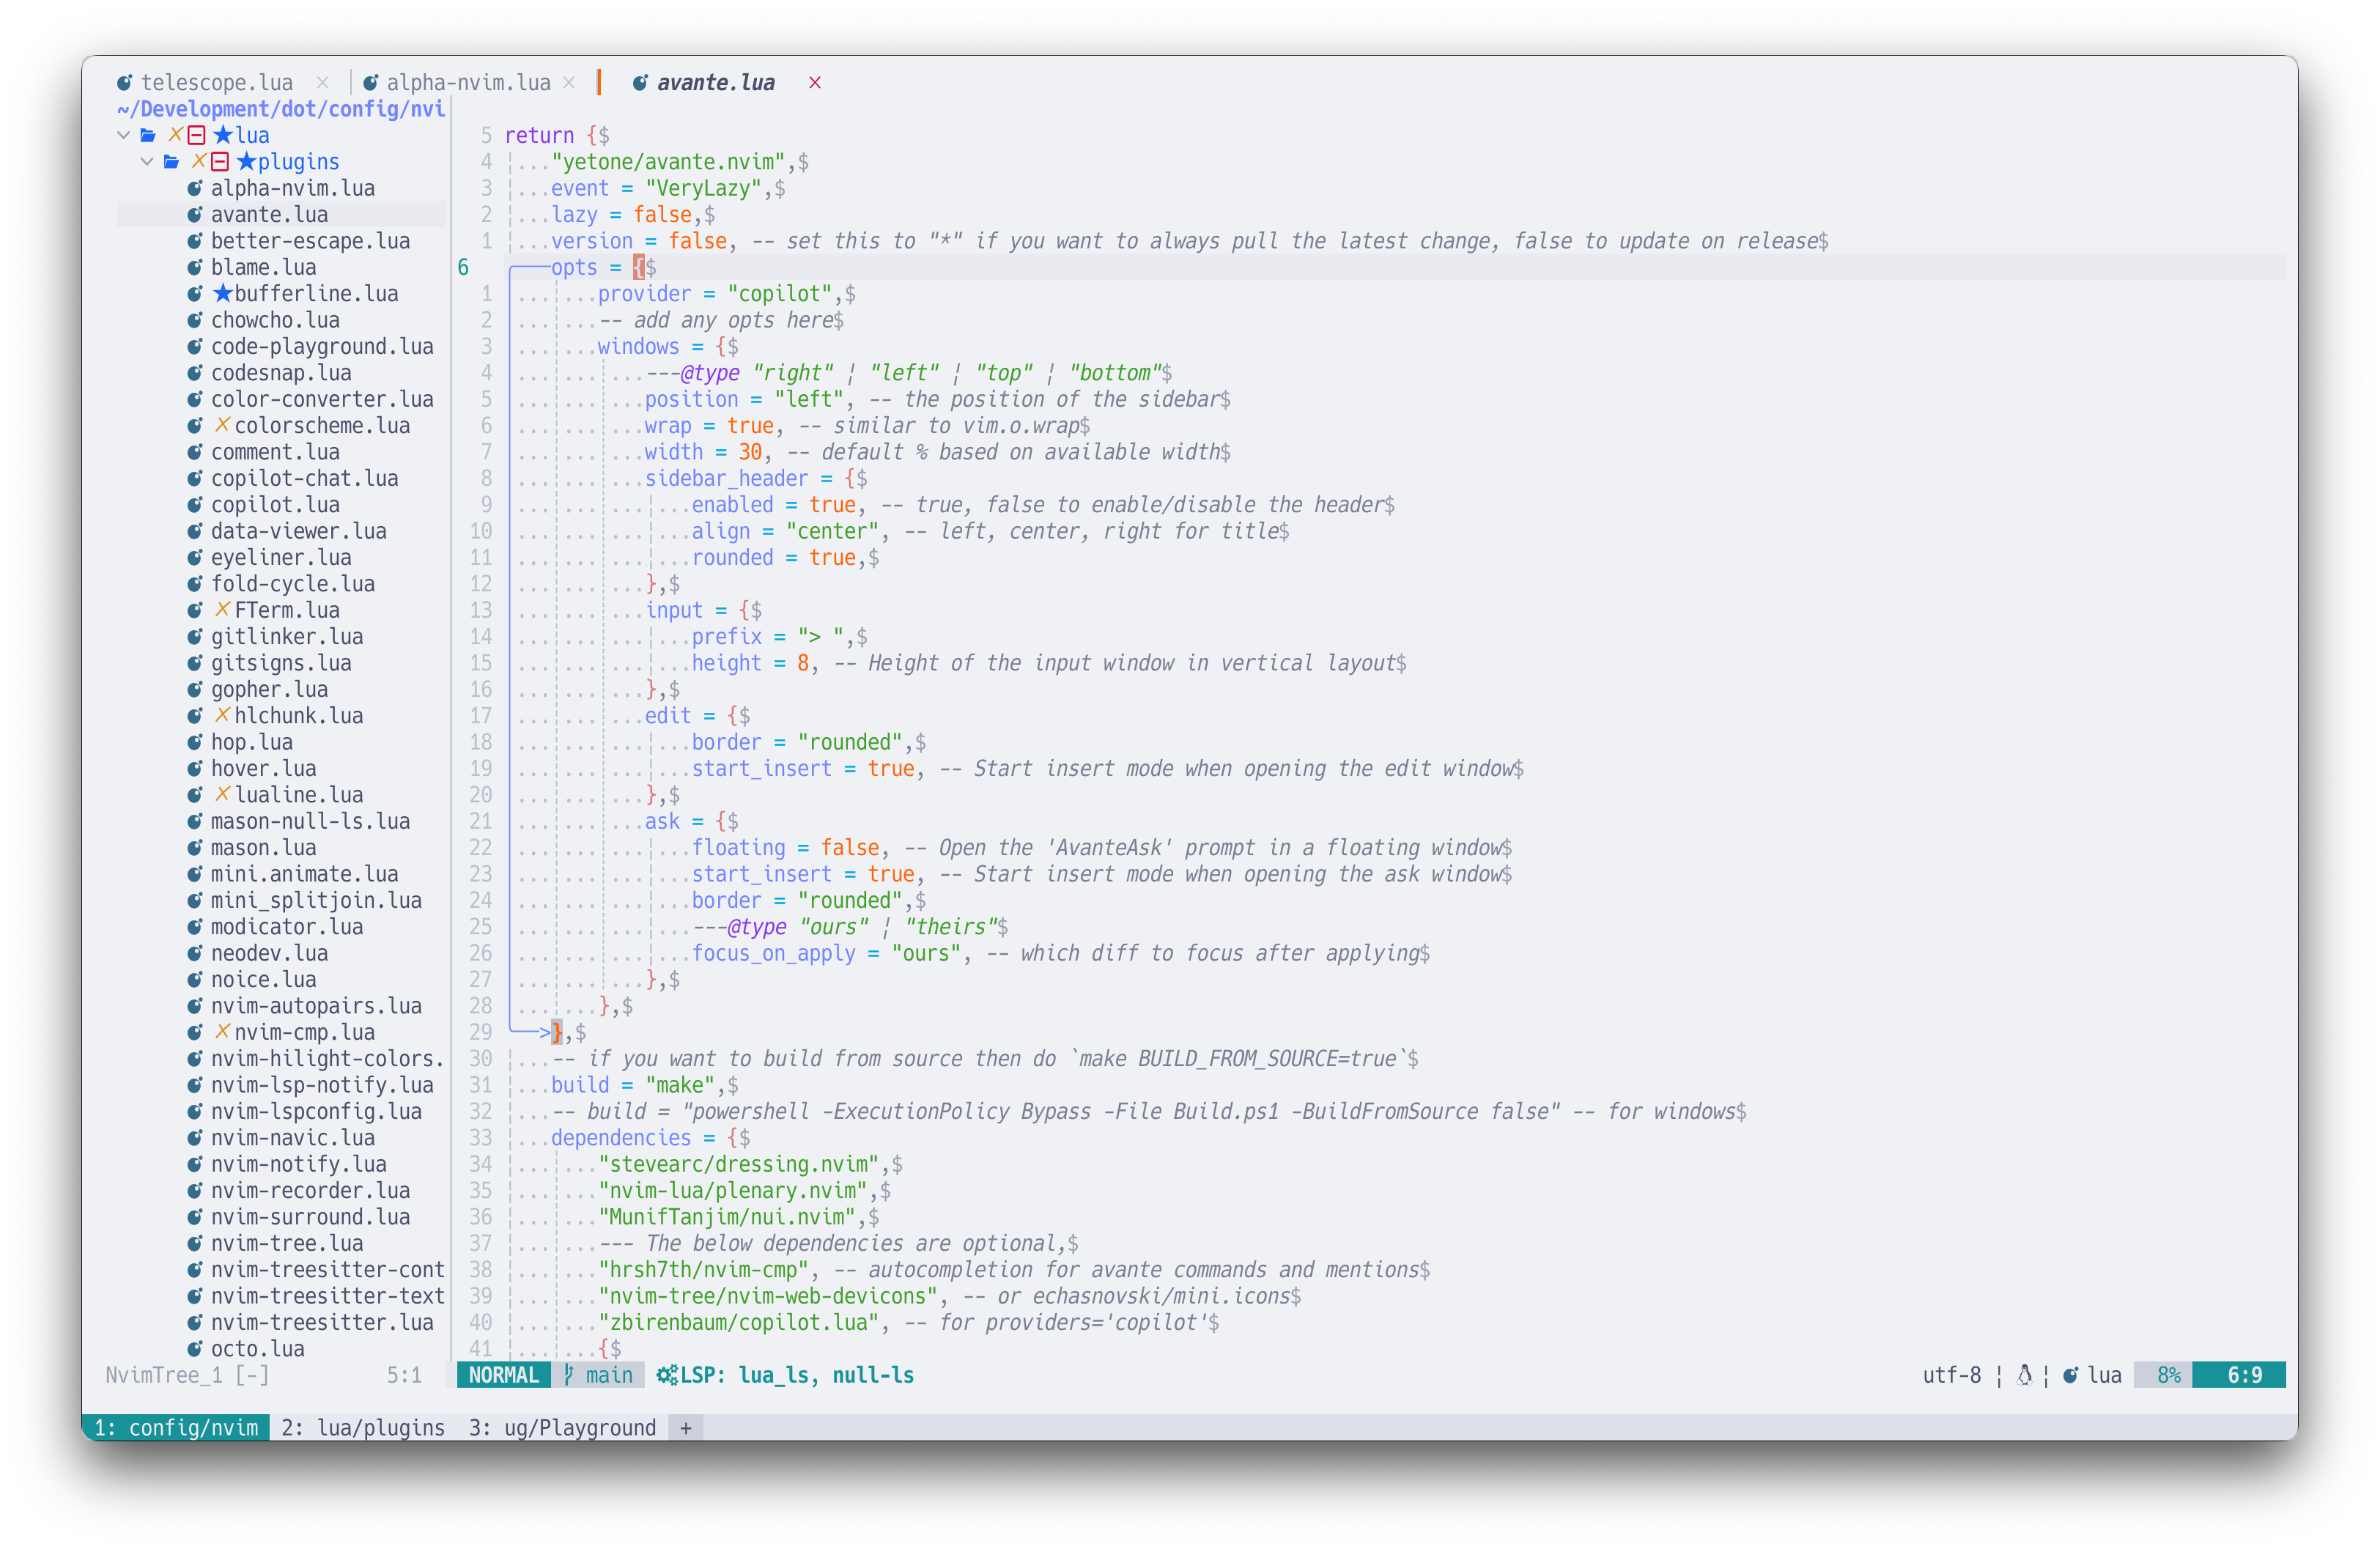 telescope.lua × alpha-nvim.lua × avante.lua ×
~/Development/dot/config/nvi
lua
plugins
alpha-nvim.lua
avante.lua
better-escape.lua
blame.lua
bufferline.lua
chowcho.lua
code-playground.lua
codesnap.lua
color-converter.lua
colorscheme.lua
comment.lua
copilot-chat.lua
copilot.lua
data-viewer.lua
eyeliner.lua
fold-cycle.lua
FTerm.lua
gitlinker.lua
gitsigns.lua
gopher.lua
hlchunk.lua
hop.lua
hover.lua
lualine.lua
mason-null-ls.lua
mason.lua
mini.animate.lua
mini_splitjoin.lua
modicator.lua
neodev.lua
noice.lua
nvim-autopairs.lua
nvim-cmp.lua
nvim-hilight-colors.
nvim-lsp-notify.lua
nvim-lspconfig.lua
nvim-navic.lua
nvim-notify.lua
nvim-recorder.lua
nvim-surround.lua
nvim-tree.lua
nvim-treesitter-cont
nvim-treesitter-text
nvim-treesitter.lua
octo.lua
5 return {$
4 ..."yetone/avante.nvim",$
3 ...event = "VeryLazy",$
2 ...lazy = false,$
1 ...version = false, -- set this to "*" if you want to always pull the latest change, false to update on release$
6 opts = {$
1 ... ...provider = "copilot",$
2 ... ...-- add any opts here$
3 ... ...windows = {$
4 ... ... ...---@type "right" ¦ "left" ¦ "top" ¦ "bottom"$
5 ... ... ...position = "left", -- the position of the sidebar$
6 ... ... ...wrap = true, -- similar to vim.o.wrap$
7 ... ... ...width = 30, -- default % based on available width$
8 ... ... ...sidebar_header = {$
9 ... ... ... ...enabled = true, -- true, false to enable/disable the header$
10 ... ... ... ...align = "center", -- left, center, right for title$
11 ... ... ... ...rounded = true,$
12 ... ... ...},$
13 ... ... ...input = {$
14 ... ... ... ...prefix = "> ",$
15 ... ... ... ...height = 8, -- Height of the input window in vertical layout$
16 ... ... ...},$
17 ... ... ...edit = {$
18 ... ... ... ...border = "rounded",$
19 ... ... ... ...start_insert = true, -- Start insert mode when opening the edit window$
20 ... ... ...},$
21 ... ... ...ask = {$
22 ... ... ... ...floating = false, -- Open the 'AvanteAsk' prompt in a floating window$
23 ... ... ... ...start_insert = true, -- Start insert mode when opening the ask window$
24 ... ... ... ...border = "rounded",$
25 ... ... ... ...---@type "ours" ¦ "theirs"$
26 ... ... ... ...focus_on_apply = "ours", -- which diff to focus after applying$
27 ... ... ...},$
28 ... ...},$
29 >},$
30 ...-- if you want to build from source then do `make BUILD_FROM_SOURCE=true`$
31 ...build = "make",$
32 ...-- build = "powershell -ExecutionPolicy Bypass -File Build.ps1 -BuildFromSource false" -- for windows$
33 ...dependencies = {$
34 ... ..."stevearc/dressing.nvim",$
35 ... ..."nvim-lua/plenary.nvim",$
36 ... ..."MunifTanjim/nui.nvim",$
37 ... ...--- The below dependencies are optional,$
38 ... ..."hrsh7th/nvim-cmp", -- autocompletion for avante commands and mentions$
39 ... ..."nvim-tree/nvim-web-devicons", -- or echasnovski/mini.icons$
40 ... ..."zbirenbaum/copilot.lua", -- for providers='copilot'$
41 ... ...{$
NvimTree_1 [-] 5:1 NORMAL main LSP: lua_ls, null-ls utf-8 ¦ ¦ lua 8% 6:9
1: config/nvim 2: lua/plugins 3: ug/Playground +